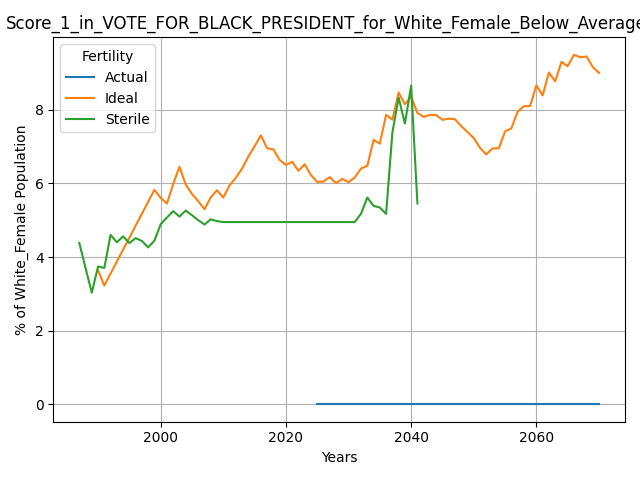 Score_1_in_VOTE_FOR_BLACK_PRESIDENT_for_White_Female_Below_Average
Fertility
Actual
Ideal
Sterile
% of White_Female Population
8
6
4
2
0
2000 2020 2040 2060
Years